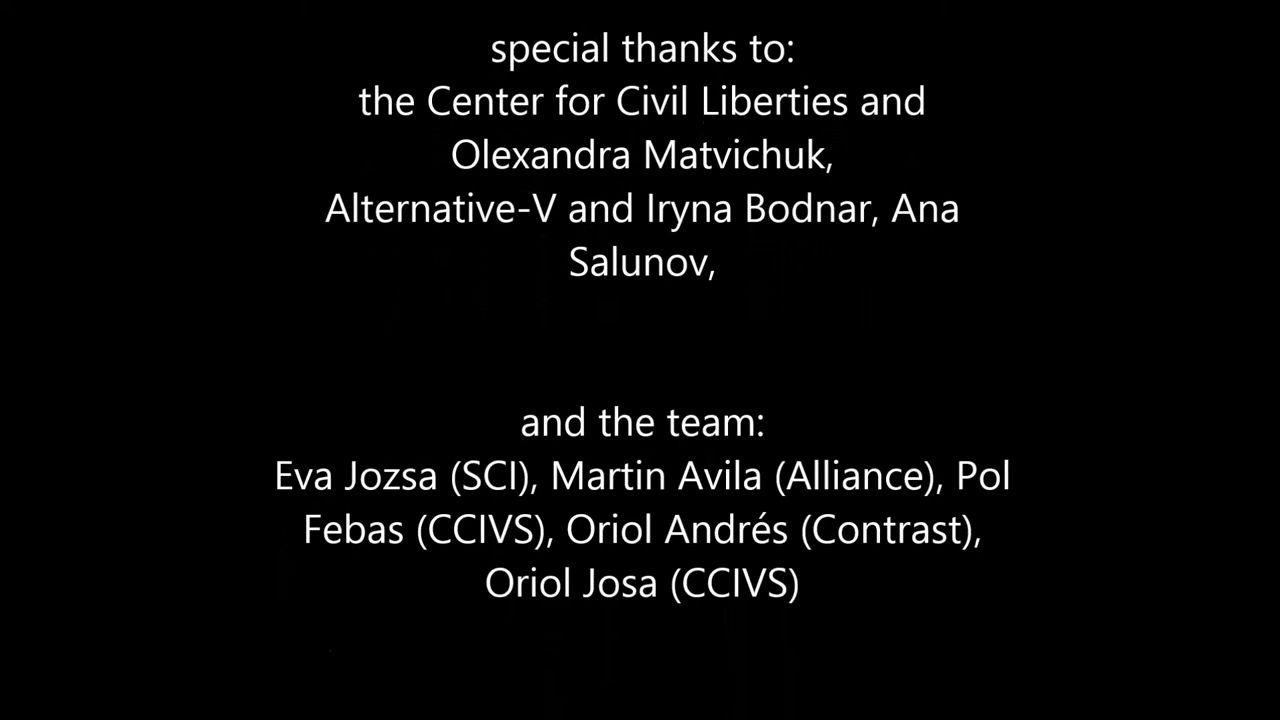 special thanks to:
the Center for Civil Liberties and
Olexandra Matvichuk,
Alternative-V and Iryna Bodnar, Ana
Salunov,
and the team:
Eva Jozsa (SCI), Martin Avila (Alliance), Pol
Febas (CCIVS), Oriol Andrés (Contrast),
Oriol Josa (CCIVS)